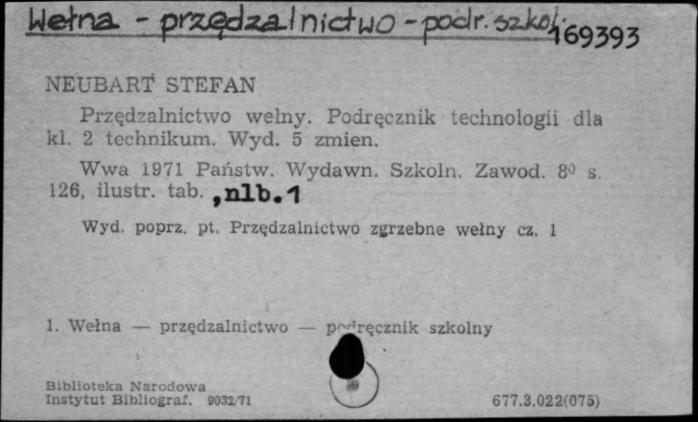 Wełna - przędzalnictwo - podr. szkol.
169393
NEUBART STEFAN
Przędzalnictwo wełny. Podręcznik technologii dla
kl. 2 technikum. Wyd. 5 zmien.
Wwa 1971 Państw. Wydawn. Szkoln. Zawod. 8⁰ s.
126, ilustr. tab. , nlb. 1
Wyd. poprz. pt. Przędzalnictwo zgrzebne wełny cz. 1
1. Wełna — przędzalnictwo — podręcznik szkolny
Biblioteka Narodowa
Instytut Bibliograf. 9032/71
677.3.022(075)